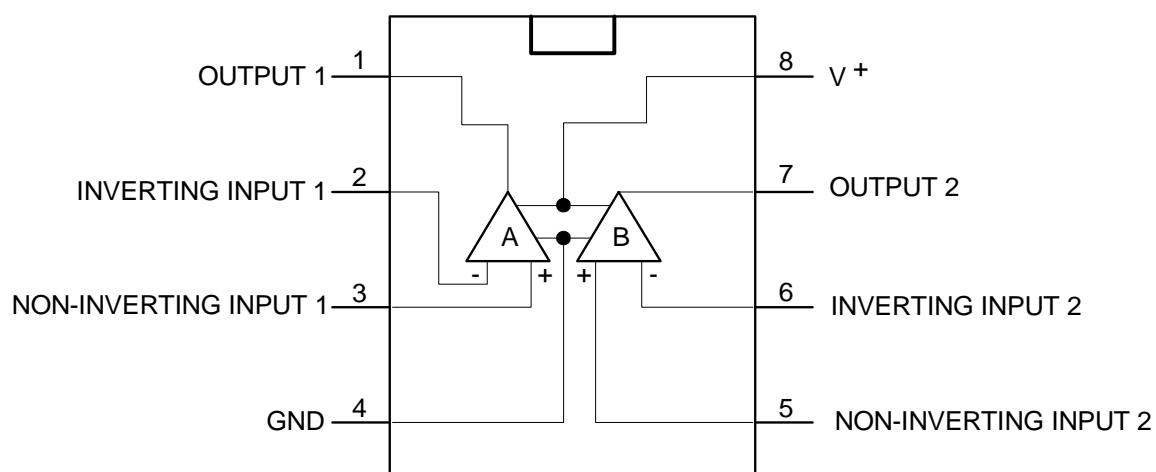 OUTPUT 1 1
8 V +
INVERTING INPUT 1 2
7 OUTPUT 2
A B
- + + -
NON-INVERTING INPUT 1 3
6 INVERTING INPUT 2
GND 4
5 NON-INVERTING INPUT 2